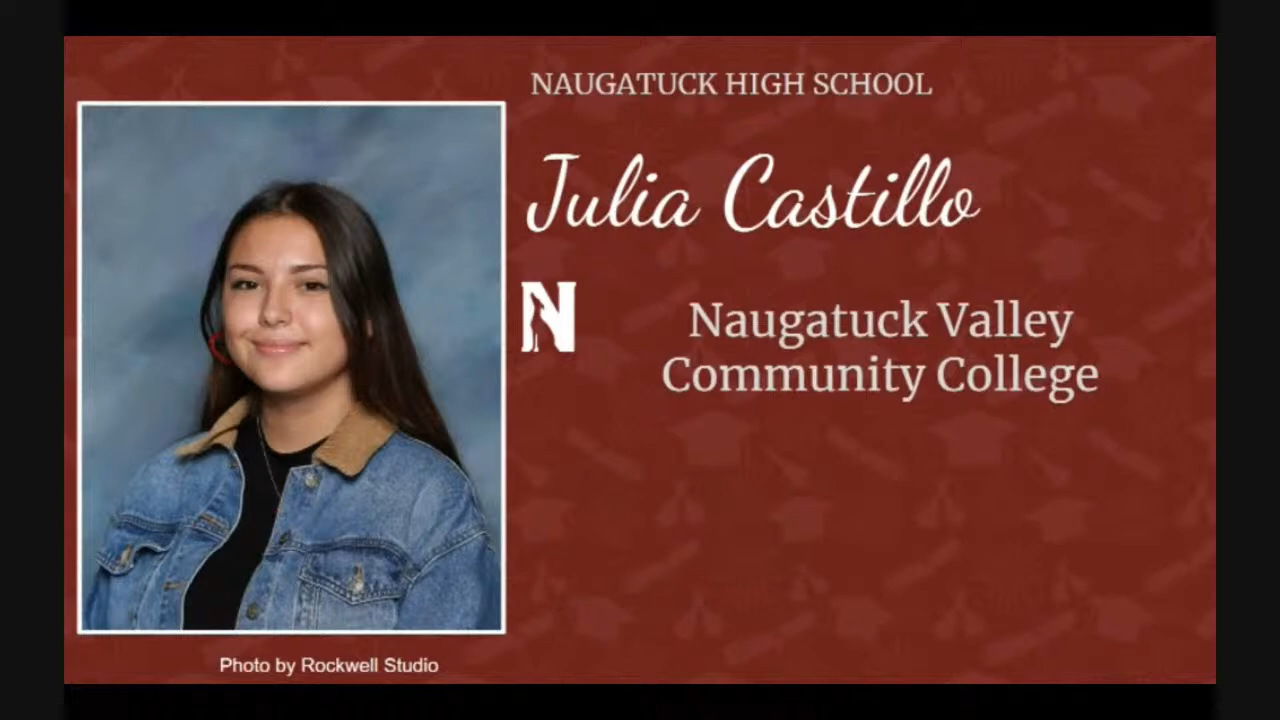 NAUGATUCK HIGH SCHOOL
Julia Castillo
N
Naugatuck Valley
Community College
Photo by Rockwell Studio